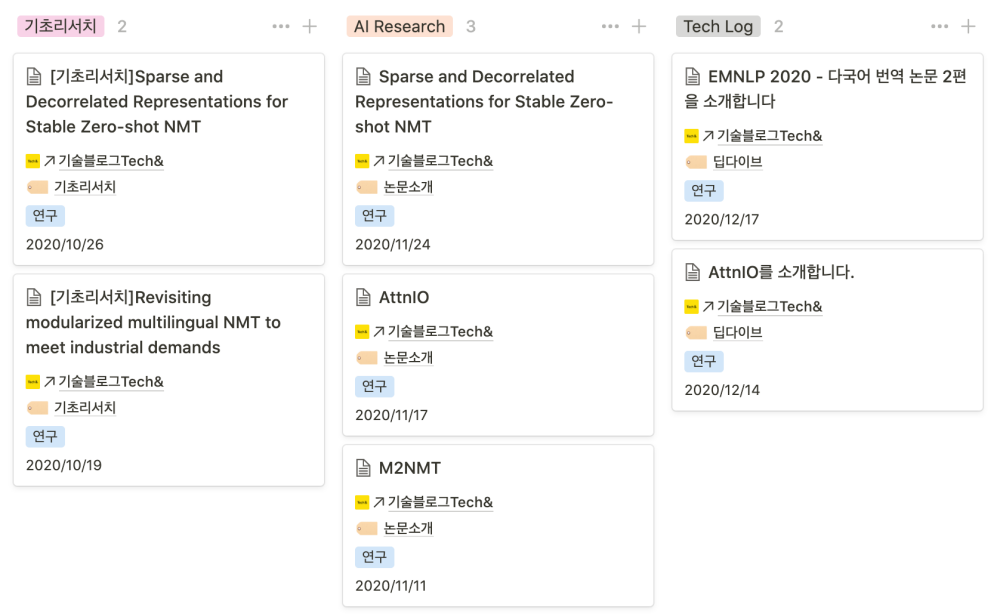 기초리서치 2
[기초리서치]Sparse and
Decorrelated Representations for
Stable Zero-shot NMT
↗기술블로그Tech&
기초리서치
연구
2020/10/26
[기초리서치]Revisiting
modularized multilingual NMT to
meet industrial demands
↗기술블로그Tech&
기초리서치
연구
2020/10/19
AI Research 3
Sparse and Decorrelated
Representations for Stable Zero-
shot NMT
↗기술블로그Tech&
논문소개
연구
2020/11/24
AttnIO
↗기술블로그Tech&
논문소개
연구
2020/11/17
M2NMT
↗기술블로그Tech&
논문소개
연구
2020/11/11
Tech Log 2
EMNLP 2020 - 다국어 번역 논문 2편
을 소개합니다
↗기술블로그Tech&
딥다이브
연구
2020/12/17
AttnIO를 소개합니다.
↗기술블로그Tech&
딥다이브
연구
2020/12/14